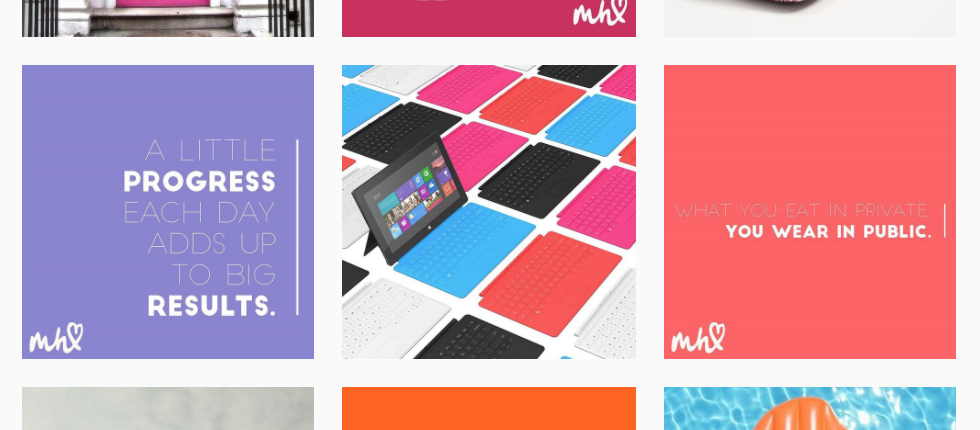 mh
A LITTLE
PROGRESS
EACH DAY
ADDS UP
TO BIG
RESULTS.
mh
WHAT YOU EAT IN PRIVATE
YOU WEAR IN PUBLIC.
mh